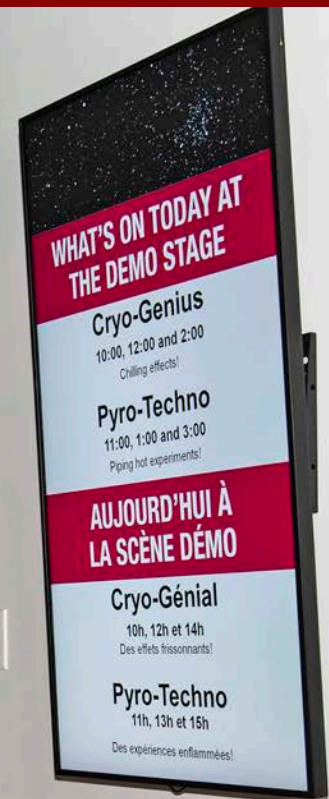 WHAT'S ON TODAY AT
THE DEMO STAGE
Cryo-Genius
10:00, 12:00 and 2:00
Chilling effects!
Pyro-Techno
11:00, 1:00 and 3:00
Piping hot experiments!
AUJOURD'HUI À
LA SCÈNE DÉMO
Cryo-Génial
10h, 12h et 14h
Des effets frissonnants!
Pyro-Techno
11h, 13h et 15h
Des expériences enflammées!